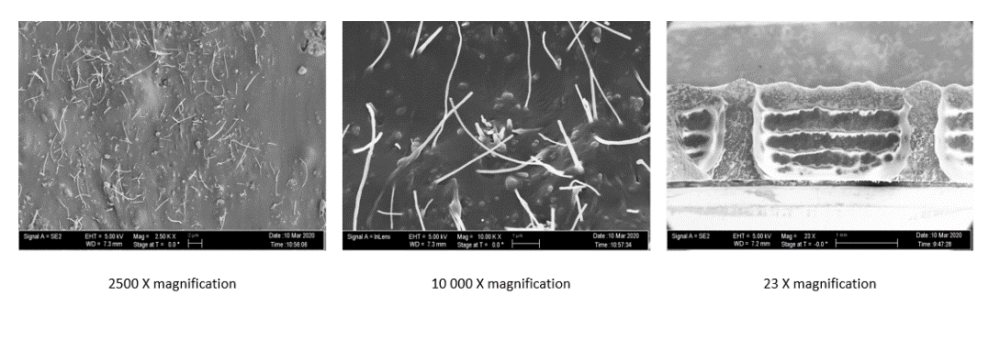 Signal A = SE2 EHT = 5.00 kV Mag = 2.50 K X 2 µm Date :10 Mar 2020
WD = 7.3 mm Stage at T = 0.0 ° Time :10:56:06
Signal A = InLens EHT = 5.00 kV Mag = 10.00 K X 1 µm Date :10 Mar 2020
WD = 7.3 mm Stage at T = 0.0 ° Time :10:57:34
Signal A = SE2 EHT = 5.00 kV Mag = 23 X 1 mm Date :10 Mar 2020
WD = 7.2 mm Stage at T = -0.0 ° Time :9:47:28
2500 X magnification
10 000 X magnification
23 X magnification